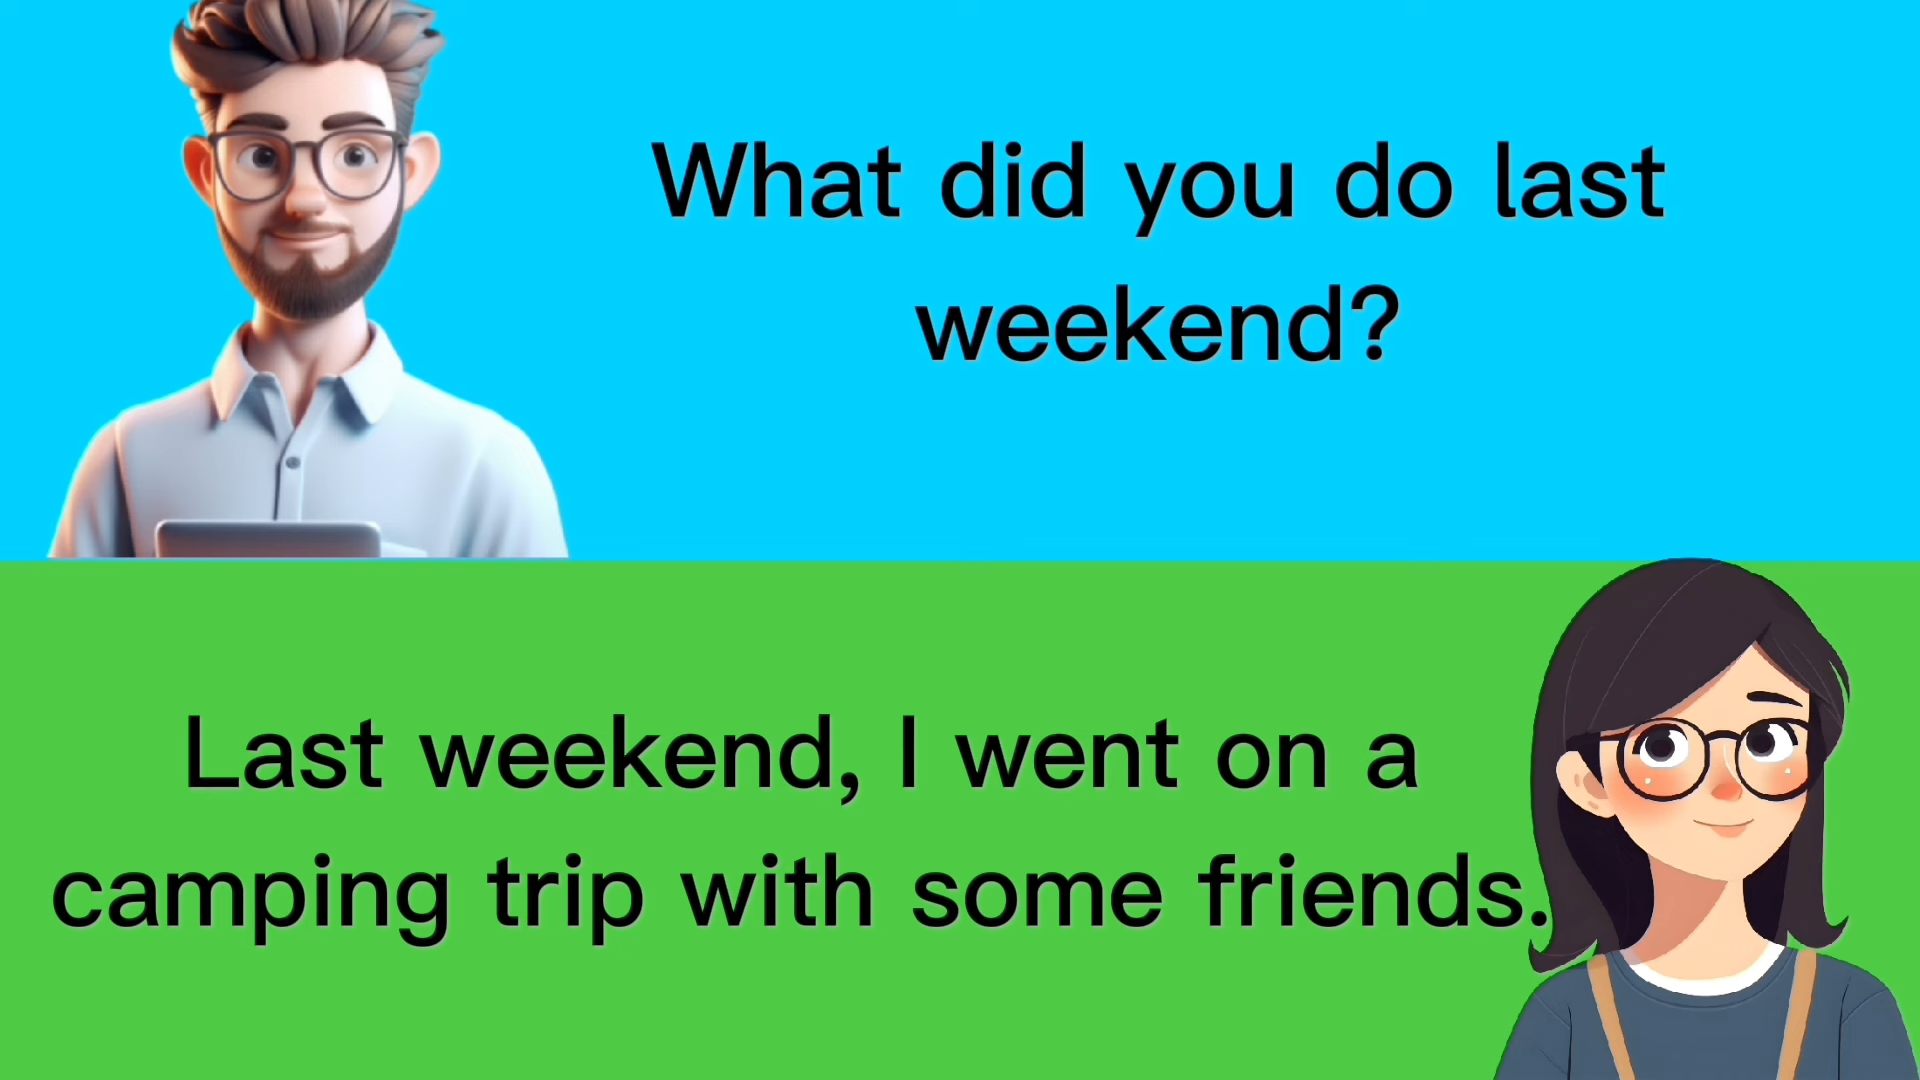 What did you do last
weekend?
Last weekend, I went on a
camping trip with some friends.